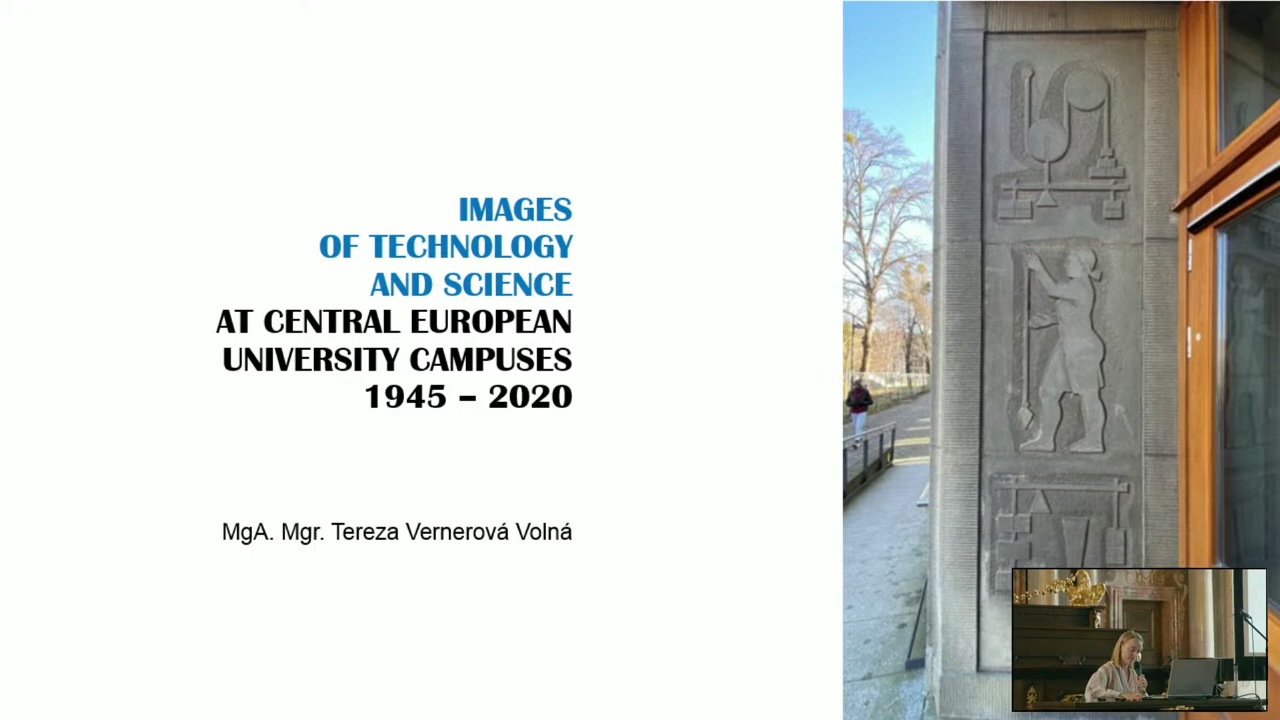 IMAGES
OF TECHNOLOGY
AND SCIENCE
AT CENTRAL EUROPEAN
UNIVERSITY CAMPUSES
1945 – 2020
MgA. Mgr. Tereza Vernerová Volná